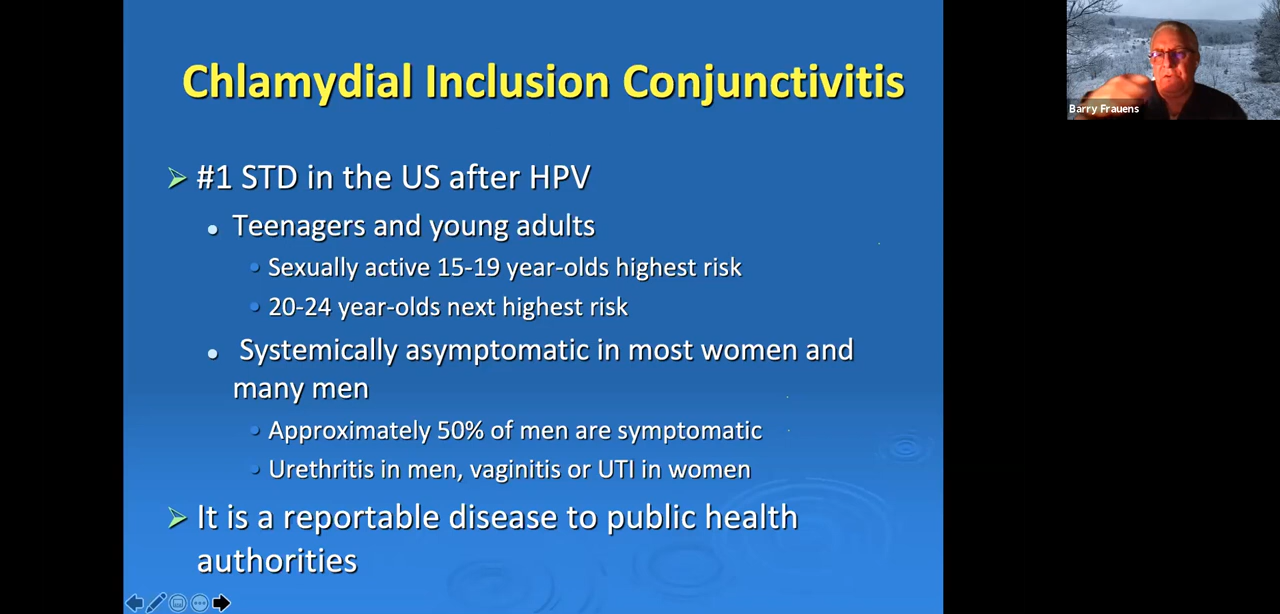 Chlamydial Inclusion Conjunctivitis
#1 STD in the US after HPV
Teenagers and young adults
Sexually active 15-19 year-olds highest risk
20-24 year-olds next highest risk
Systemically asymptomatic in most women and
many men
Approximately 50% of men are symptomatic
Urethritis in men, vaginitis or UTI in women
It is a reportable disease to public health
authorities
Barry Frauens